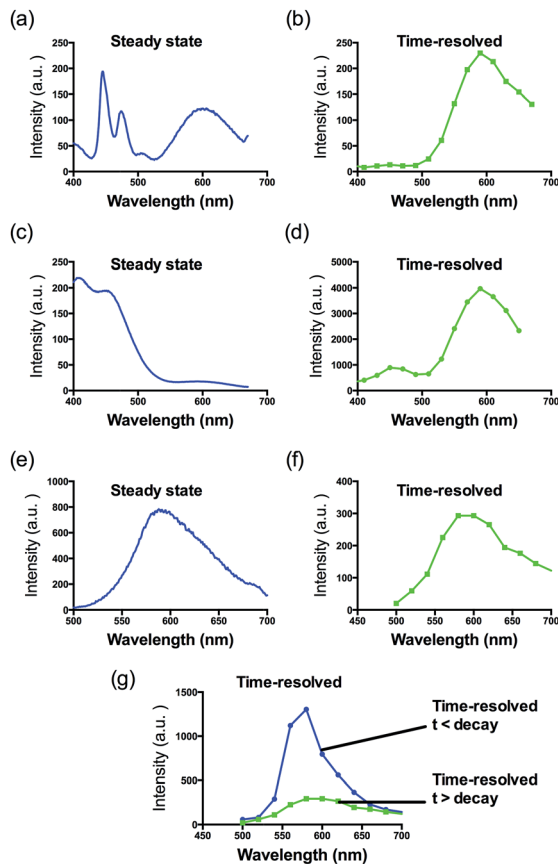 (a)
Steady state
Intensity (a.u. )
250
200
150
100
50
0
400 500 600 700
Wavelength (nm)
(b)
Time-resolved
Intensity (a.u. )
250
200
150
100
50
0
400 500 600 700
Wavelength (nm)
(c)
Steady state
Intensity (a.u. )
250
200
150
100
50
0
400 500 600 700
Wavelength (nm)
(d)
Time-resolved
Intensity (a.u. )
5000
4000
3000
2000
1000
0
400 500 600 700
Wavelength (nm)
(e)
Steady state
Intensity (a.u. )
1000
800
600
400
200
0
500 550 600 650 700
Wavelength (nm)
(f)
Time-resolved
Intensity (a.u. )
400
300
200
100
0
450 500 550 600 650 700
Wavelength (nm)
(g)
Time-resolved
Intensity (a.u. )
1500
1000
500
0
450 500 550 600 650 700
Wavelength (nm)
Time-resolved
t < decay
Time-resolved
t > decay